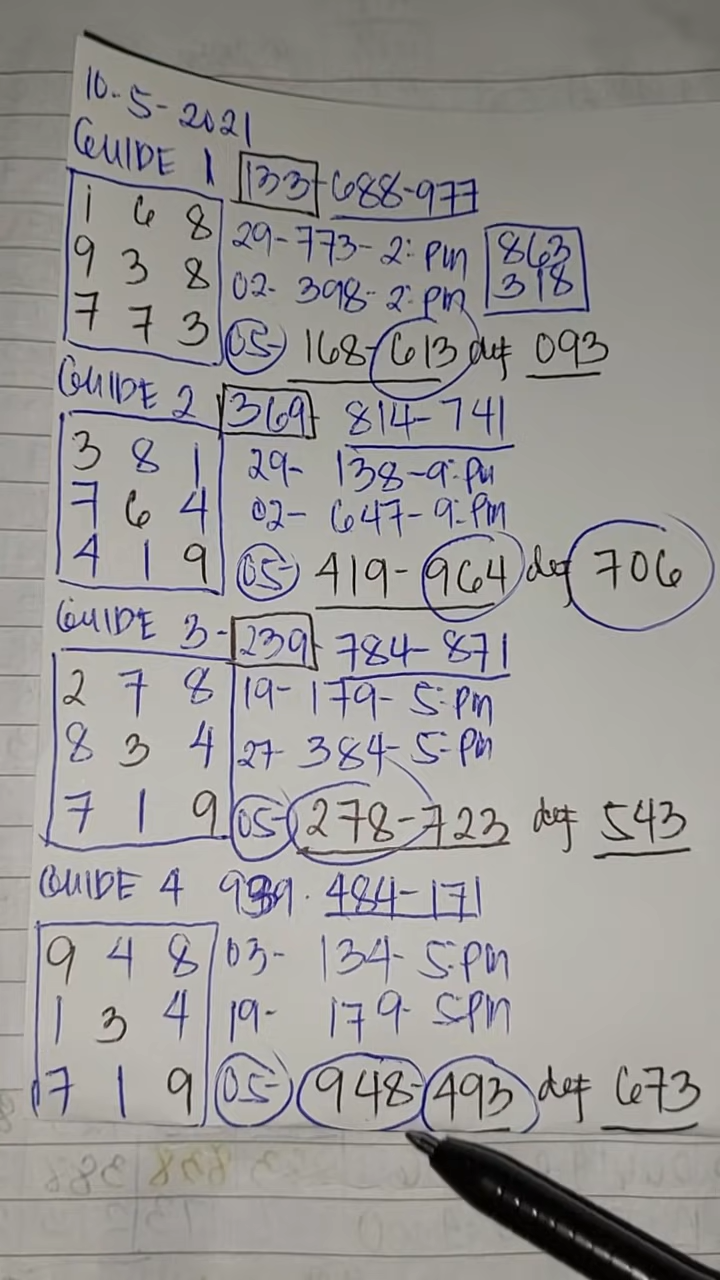 10-5-2021
GUIDE 1 133-688-977
1 6 8
29-773-2:pm 863
9 3 8
02-398-2:pm 318
7 7 3
05-168-613 def 093
GUIDE 2 369-814-741
3 8 1
29-138-9:pm
7 6 4
02-647-9:pm
4 1 9
05-419-964 def 706
GUIDE 3-239-784-871
2 7 8
19-179-5:pm
8 3 4
27-384-5:pm
7 1 9
05-278-723 def 543
GUIDE 4 939.484-171
9 4 8
03-134-5:pm
1 3 4
19-179-5pm
7 1 9
05-948-493 def 673